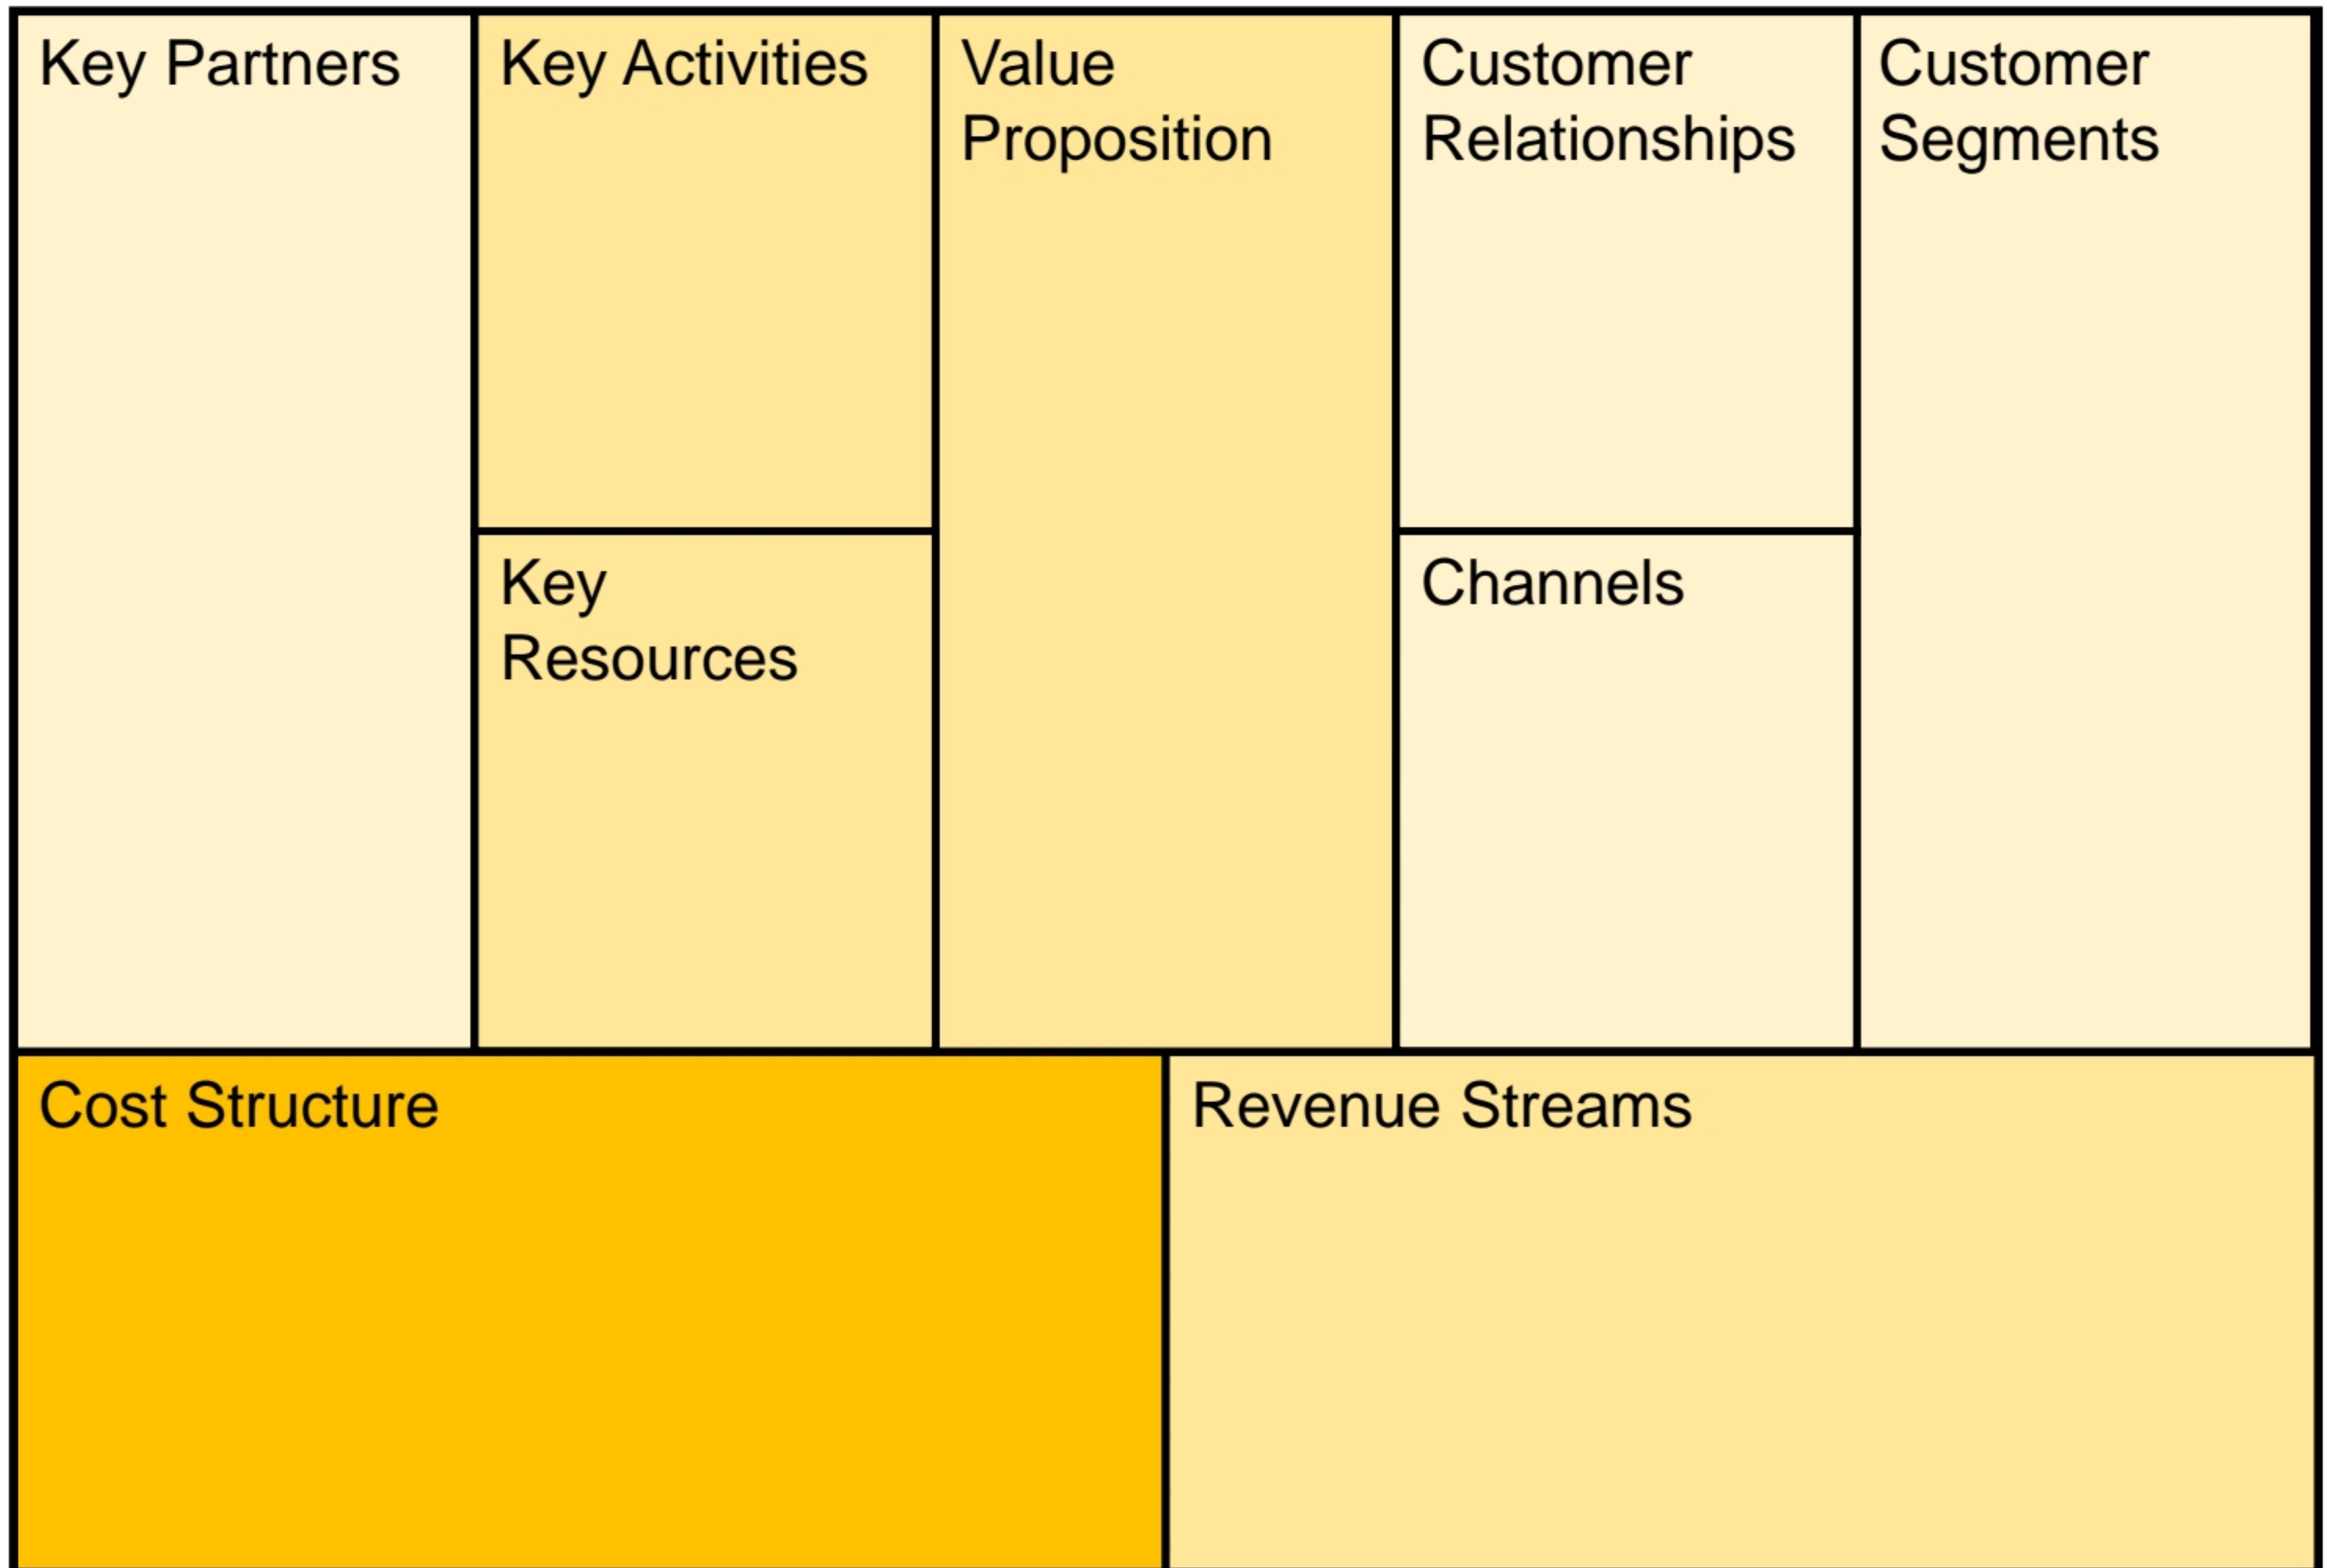 Key Partners
Key Activities
Key
Resources
Value
Proposition
Customer
Relationships
Channels
Customer
Segments
Cost Structure
Revenue Streams